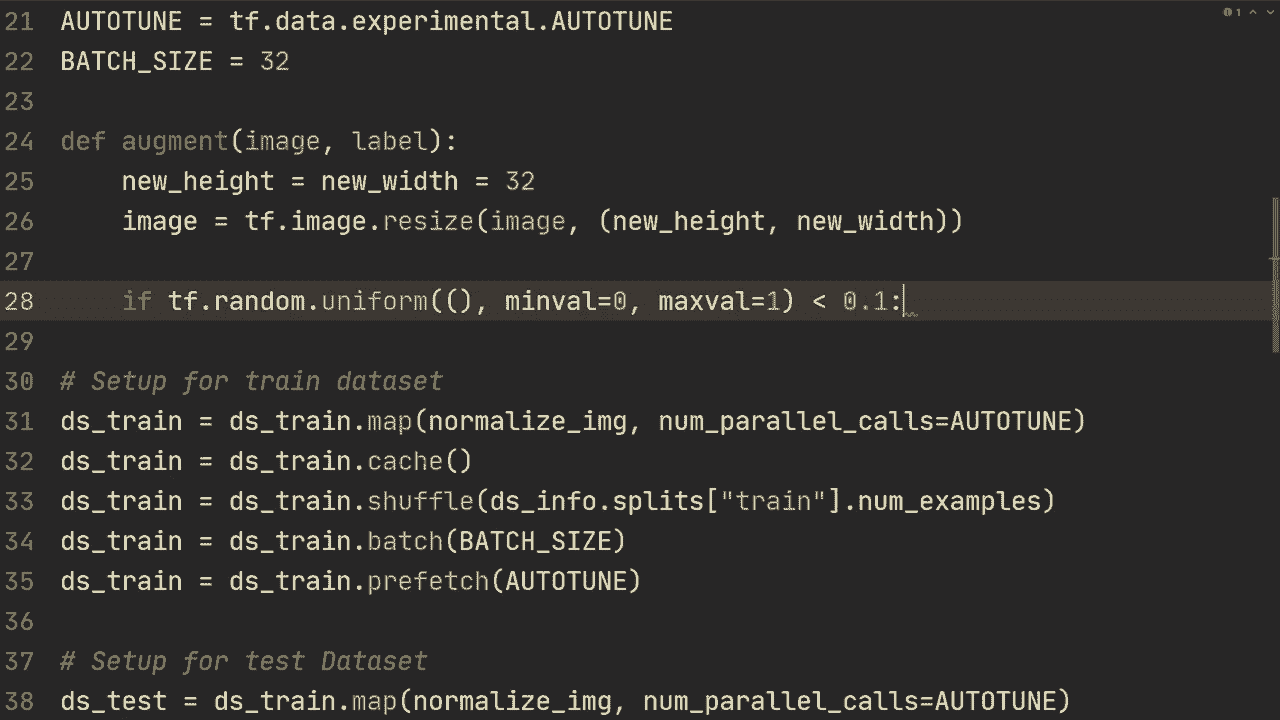 21 AUTOTUNE = tf.data.experimental.AUTOTUNE
22 BATCH_SIZE = 32
23
24 def augment(image, label):
25     new_height = new_width = 32
26     image = tf.image.resize(image, (new_height, new_width))
27
28     if tf.random.uniform((), minval=0, maxval=1) < 0.1:
29
30 # Setup for train dataset
31 ds_train = ds_train.map(normalize_img, num_parallel_calls=AUTOTUNE)
32 ds_train = ds_train.cache()
33 ds_train = ds_train.shuffle(ds_info.splits["train"].num_examples)
34 ds_train = ds_train.batch(BATCH_SIZE)
35 ds_train = ds_train.prefetch(AUTOTUNE)
36
37 # Setup for test Dataset
38 ds_test = ds_train.map(normalize_img, num_parallel_calls=AUTOTUNE)
1